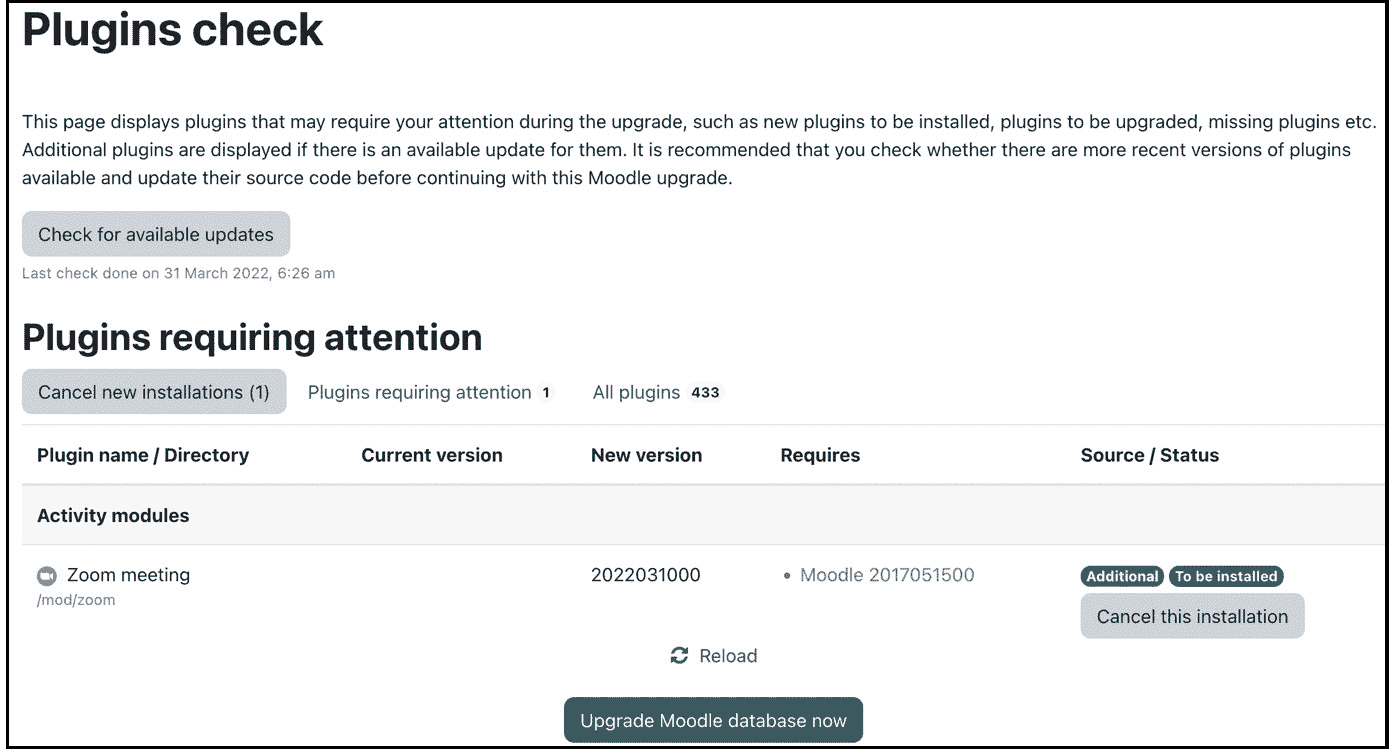 Plugins check
This page displays plugins that may require your attention during the upgrade, such as new plugins to be installed, plugins to be upgraded, missing plugins etc.
Additional plugins are displayed if there is an available update for them. It is recommended that you check whether there are more recent versions of plugins
available and update their source code before continuing with this Moodle upgrade.
Check for available updates
Last check done on 31 March 2022, 6:26 am
Plugins requiring attention
Cancel new installations (1) Plugins requiring attention 1 All plugins 433
Plugin name / Directory Current version New version Requires Source / Status
Activity modules
Zoom meeting 2022031000 • Moodle 2017051500 Additional To be installed
/mod/zoom
Cancel this installation
Reload
Upgrade Moodle database now